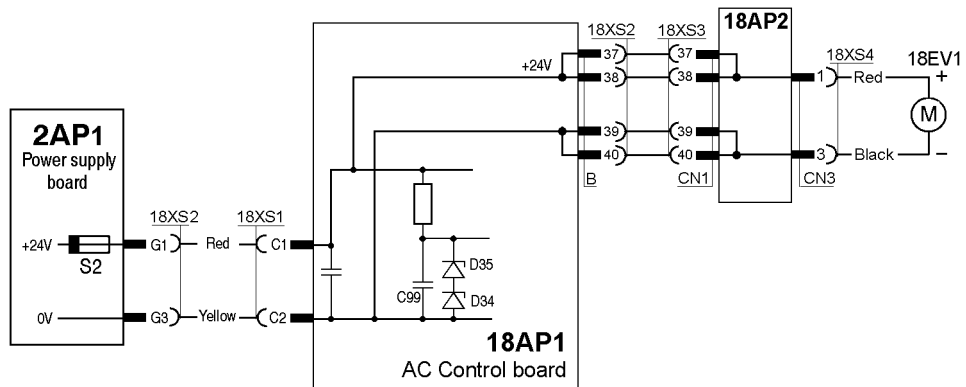 18XS2 18XS3 18AP2
+24V 37 37 18XS4 18EV1
38 38 1 Red +
M
39 39
40 40 3 Black −
B CN1 CN3
2AP1
Power supply
board
18XS2 18XS1
+24V S2 G1 Red C1
D35
C99 D34
0V G3 Yellow C2
18AP1
AC Control board